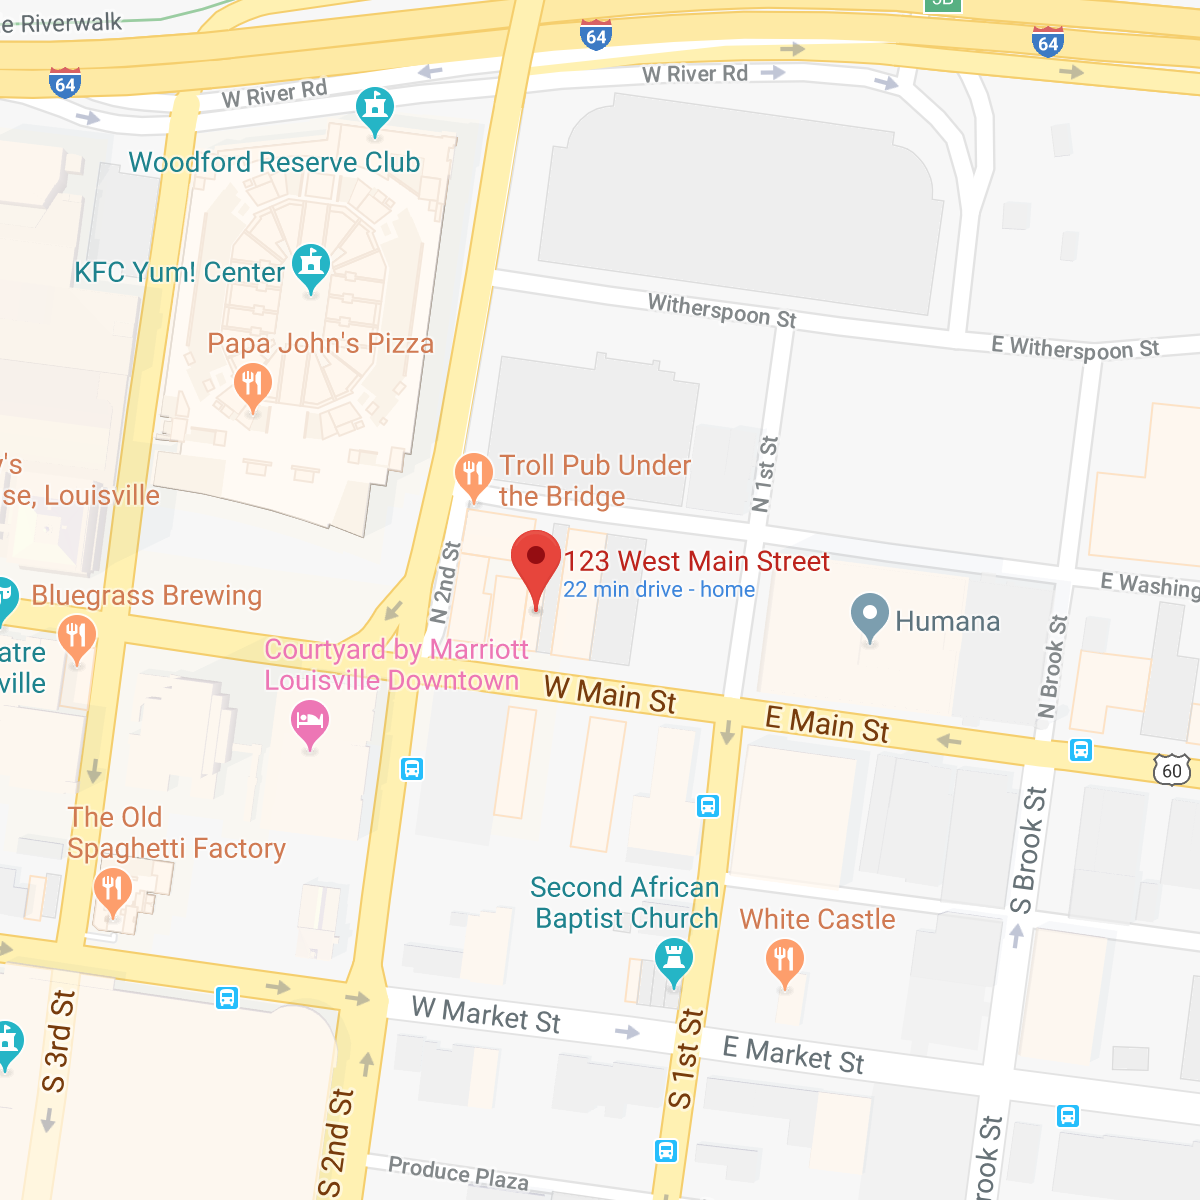 e Riverwalk
3B
64
64
64
W River Rd
W River Rd
Woodford Reserve Club
KFC Yum! Center
Witherspoon St
E Witherspoon St
Papa John's Pizza
Troll Pub Under
the Bridge
N 1st St
y's
se, Louisville
123 West Main Street
22 min drive - home
N 2nd St
E Washing
Bluegrass Brewing
Humana
atre
ville
Courtyard by Marriott
Louisville Downtown
N Brook St
W Main St
E Main St
60
The Old
Spaghetti Factory
S Brook St
Second African
Baptist Church
White Castle
W Market St
E Market St
S 3rd St
S 1st St
S 2nd St
rook St
Produce Plaza